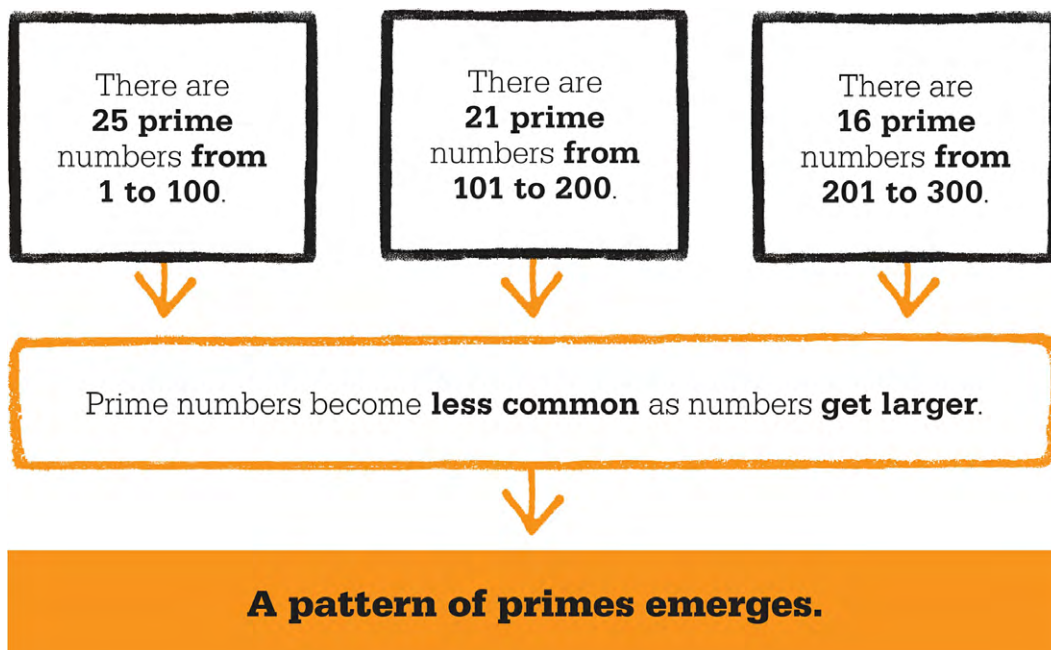 There are
25 prime
numbers from
1 to 100.
There are
21 prime
numbers from
101 to 200.
There are
16 prime
numbers from
201 to 300.
Prime numbers become less common as numbers get larger.
A pattern of primes emerges.